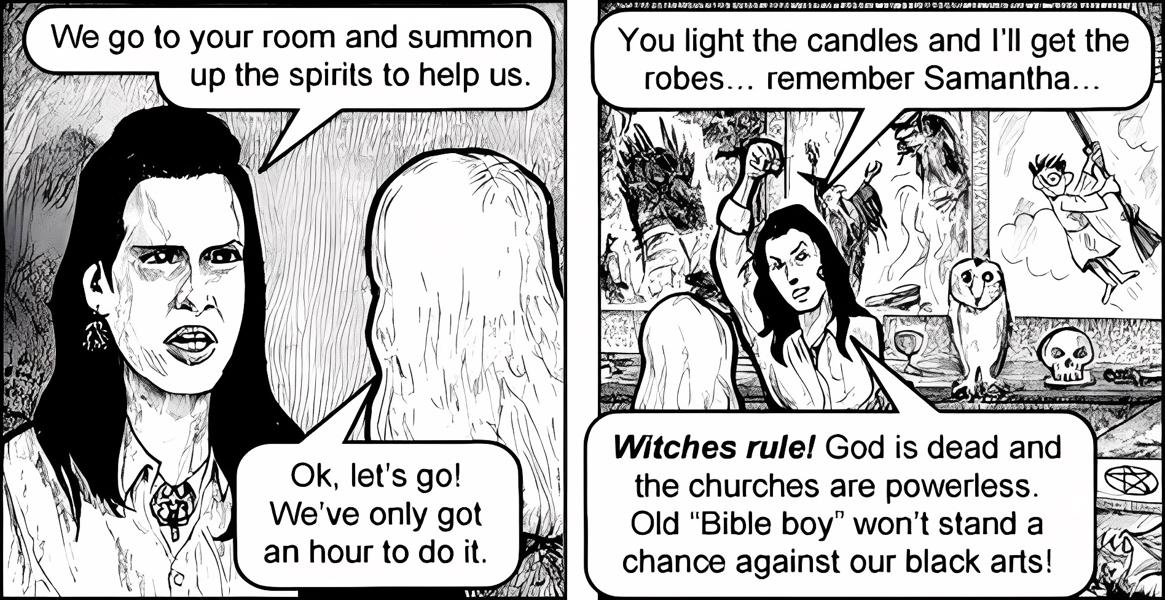 We go to your room and summon
up the spirits to help us.
Ok, let's go!
We've only got
an hour to do it.
You light the candles and I'll get the
robes... remember Samantha...
Witches rule! God is dead and
the churches are powerless.
Old “Bible boy” won't stand a
chance against our black arts!